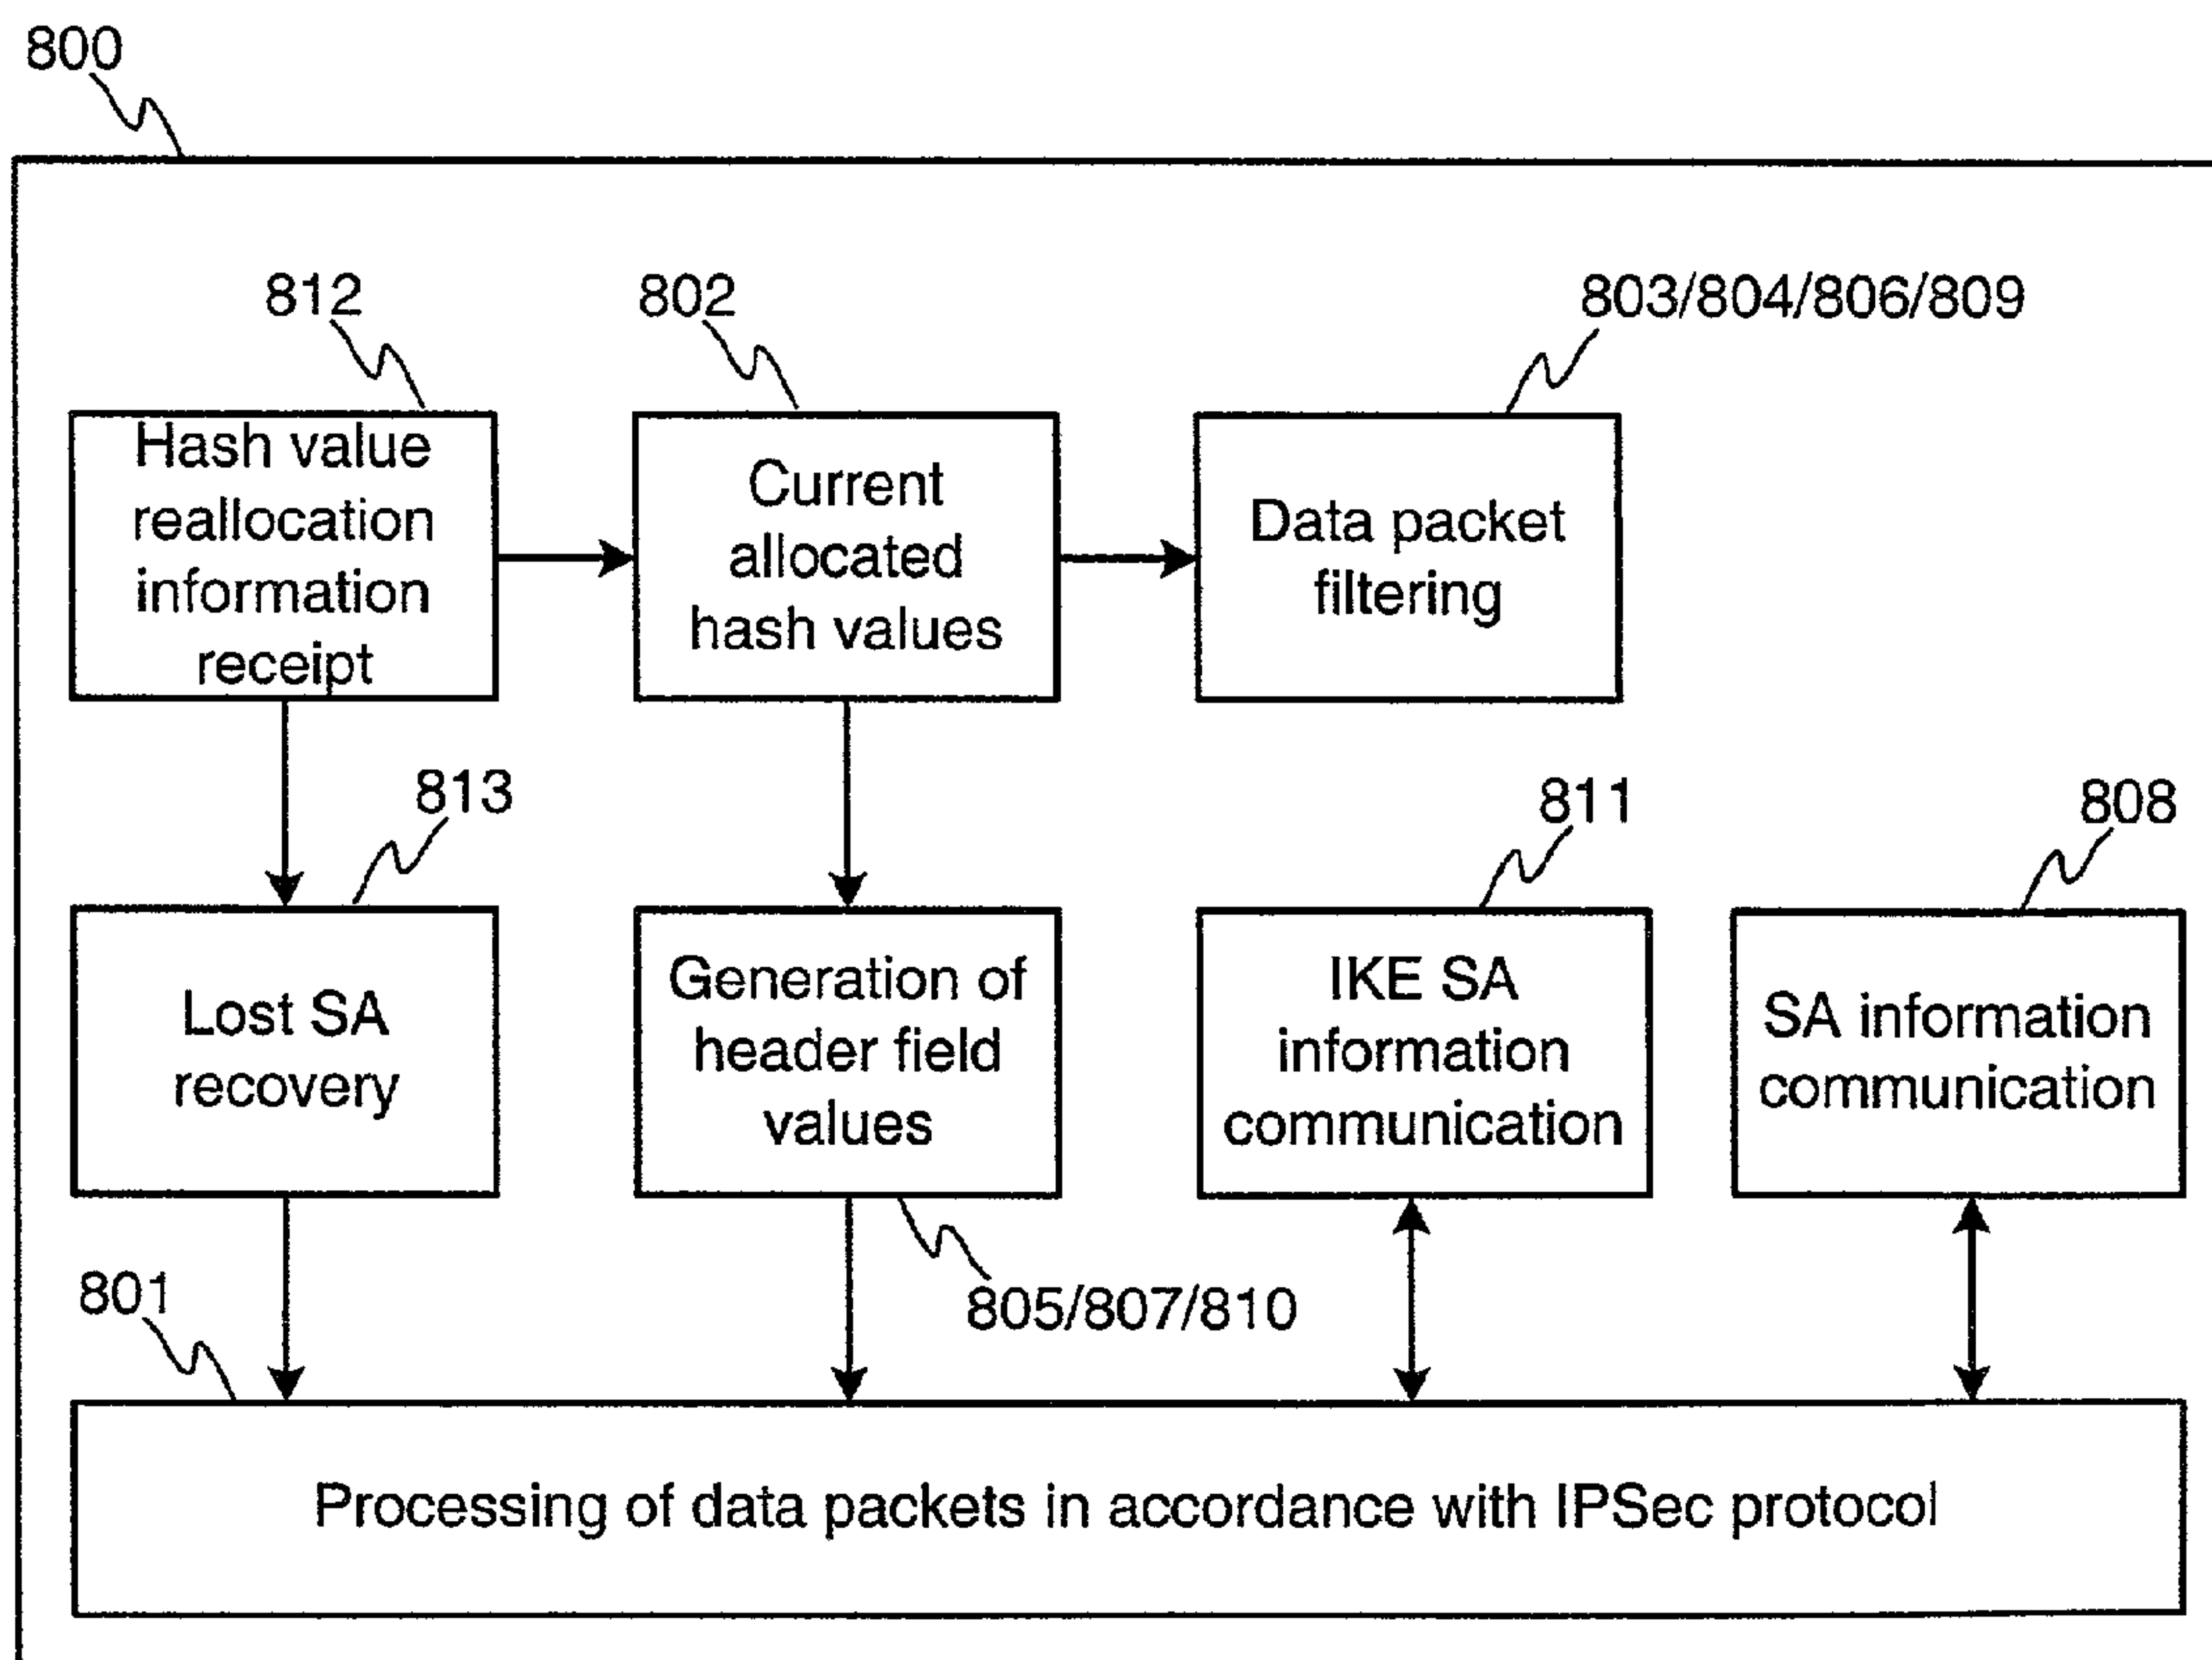 800
812
802
803/804/806/809
Hash value
reallocation
information
receipt
Current
allocated
hash values
Data packet
filtering
813
811
808
Lost SA
recovery
Generation of
header field
values
IKE SA
information
communication
SA information
communication
801
805/807/810
Processing of data packets in accordance with IPSec protocol